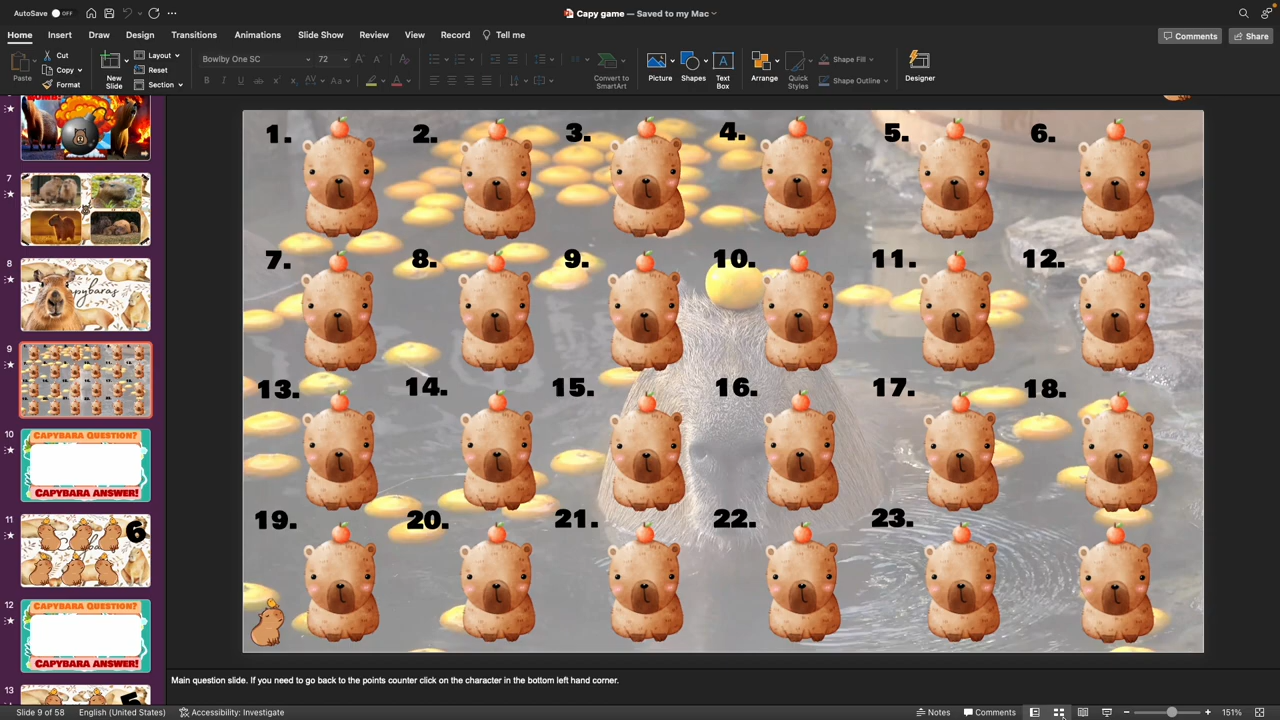 AutoSave OFF
Capy game — Saved to my Mac
Home Insert Draw Design Transitions Animations Slide Show Review View Record Tell me
Comments Share
Paste
Cut
Copy
Format
New Slide
Layout
Reset
Section
Bowlby One SC 72
Convert to SmartArt
Picture
Shapes
Text Box
Arrange
Quick Styles
Shape Fill
Shape Outline
Designer
7
8
Capybaras
9
10
CAPYBARA QUESTION?
CAPYBARA ANSWER!
11
6
12
CAPYBARA QUESTION?
CAPYBARA ANSWER!
13
5
1. 2. 3. 4. 5. 6.
7. 8. 9. 10. 11. 12.
13. 14. 15. 16. 17. 18.
19. 20. 21. 22. 23.
Main question slide. If you need to go back to the points counter click on the character in the bottom left hand corner.
Slide 9 of 58 English (United States) Accessibility: Investigate Notes Comments 151%